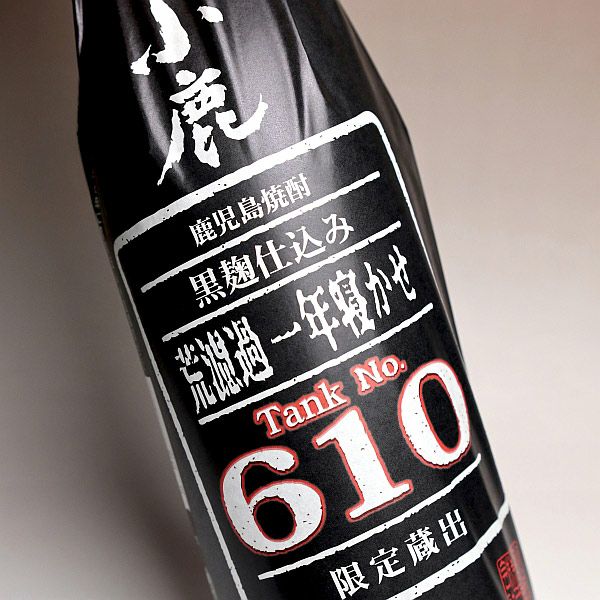 小鹿
鹿児島焼酎
黒麹仕込み
荒濾過 一年寝かせ
Tank No.
610
限定蔵出